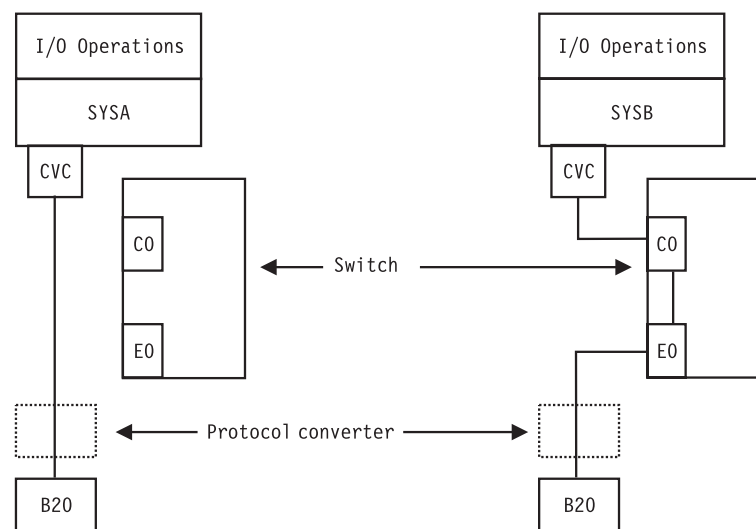 I/O Operations
I/O Operations
SYSA
SYSB
CVC
CVC
C0
C0
Switch
E0
E0
Protocol converter
B20
B20